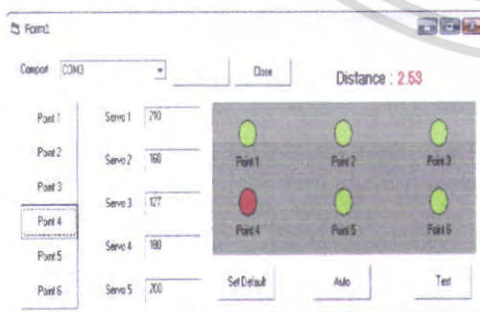 Form1
Comport COM3 Close Distance : 2.53
Point 1 Servo 1 210
Point 2 Servo 2 160
Point 3 Servo 3 127
Point 4 Servo 4 180
Point 5 Servo 5 200
Point 6
Point 1 Point 2 Point 3
Point 4 Point 5 Point 6
Set Default Auto Test